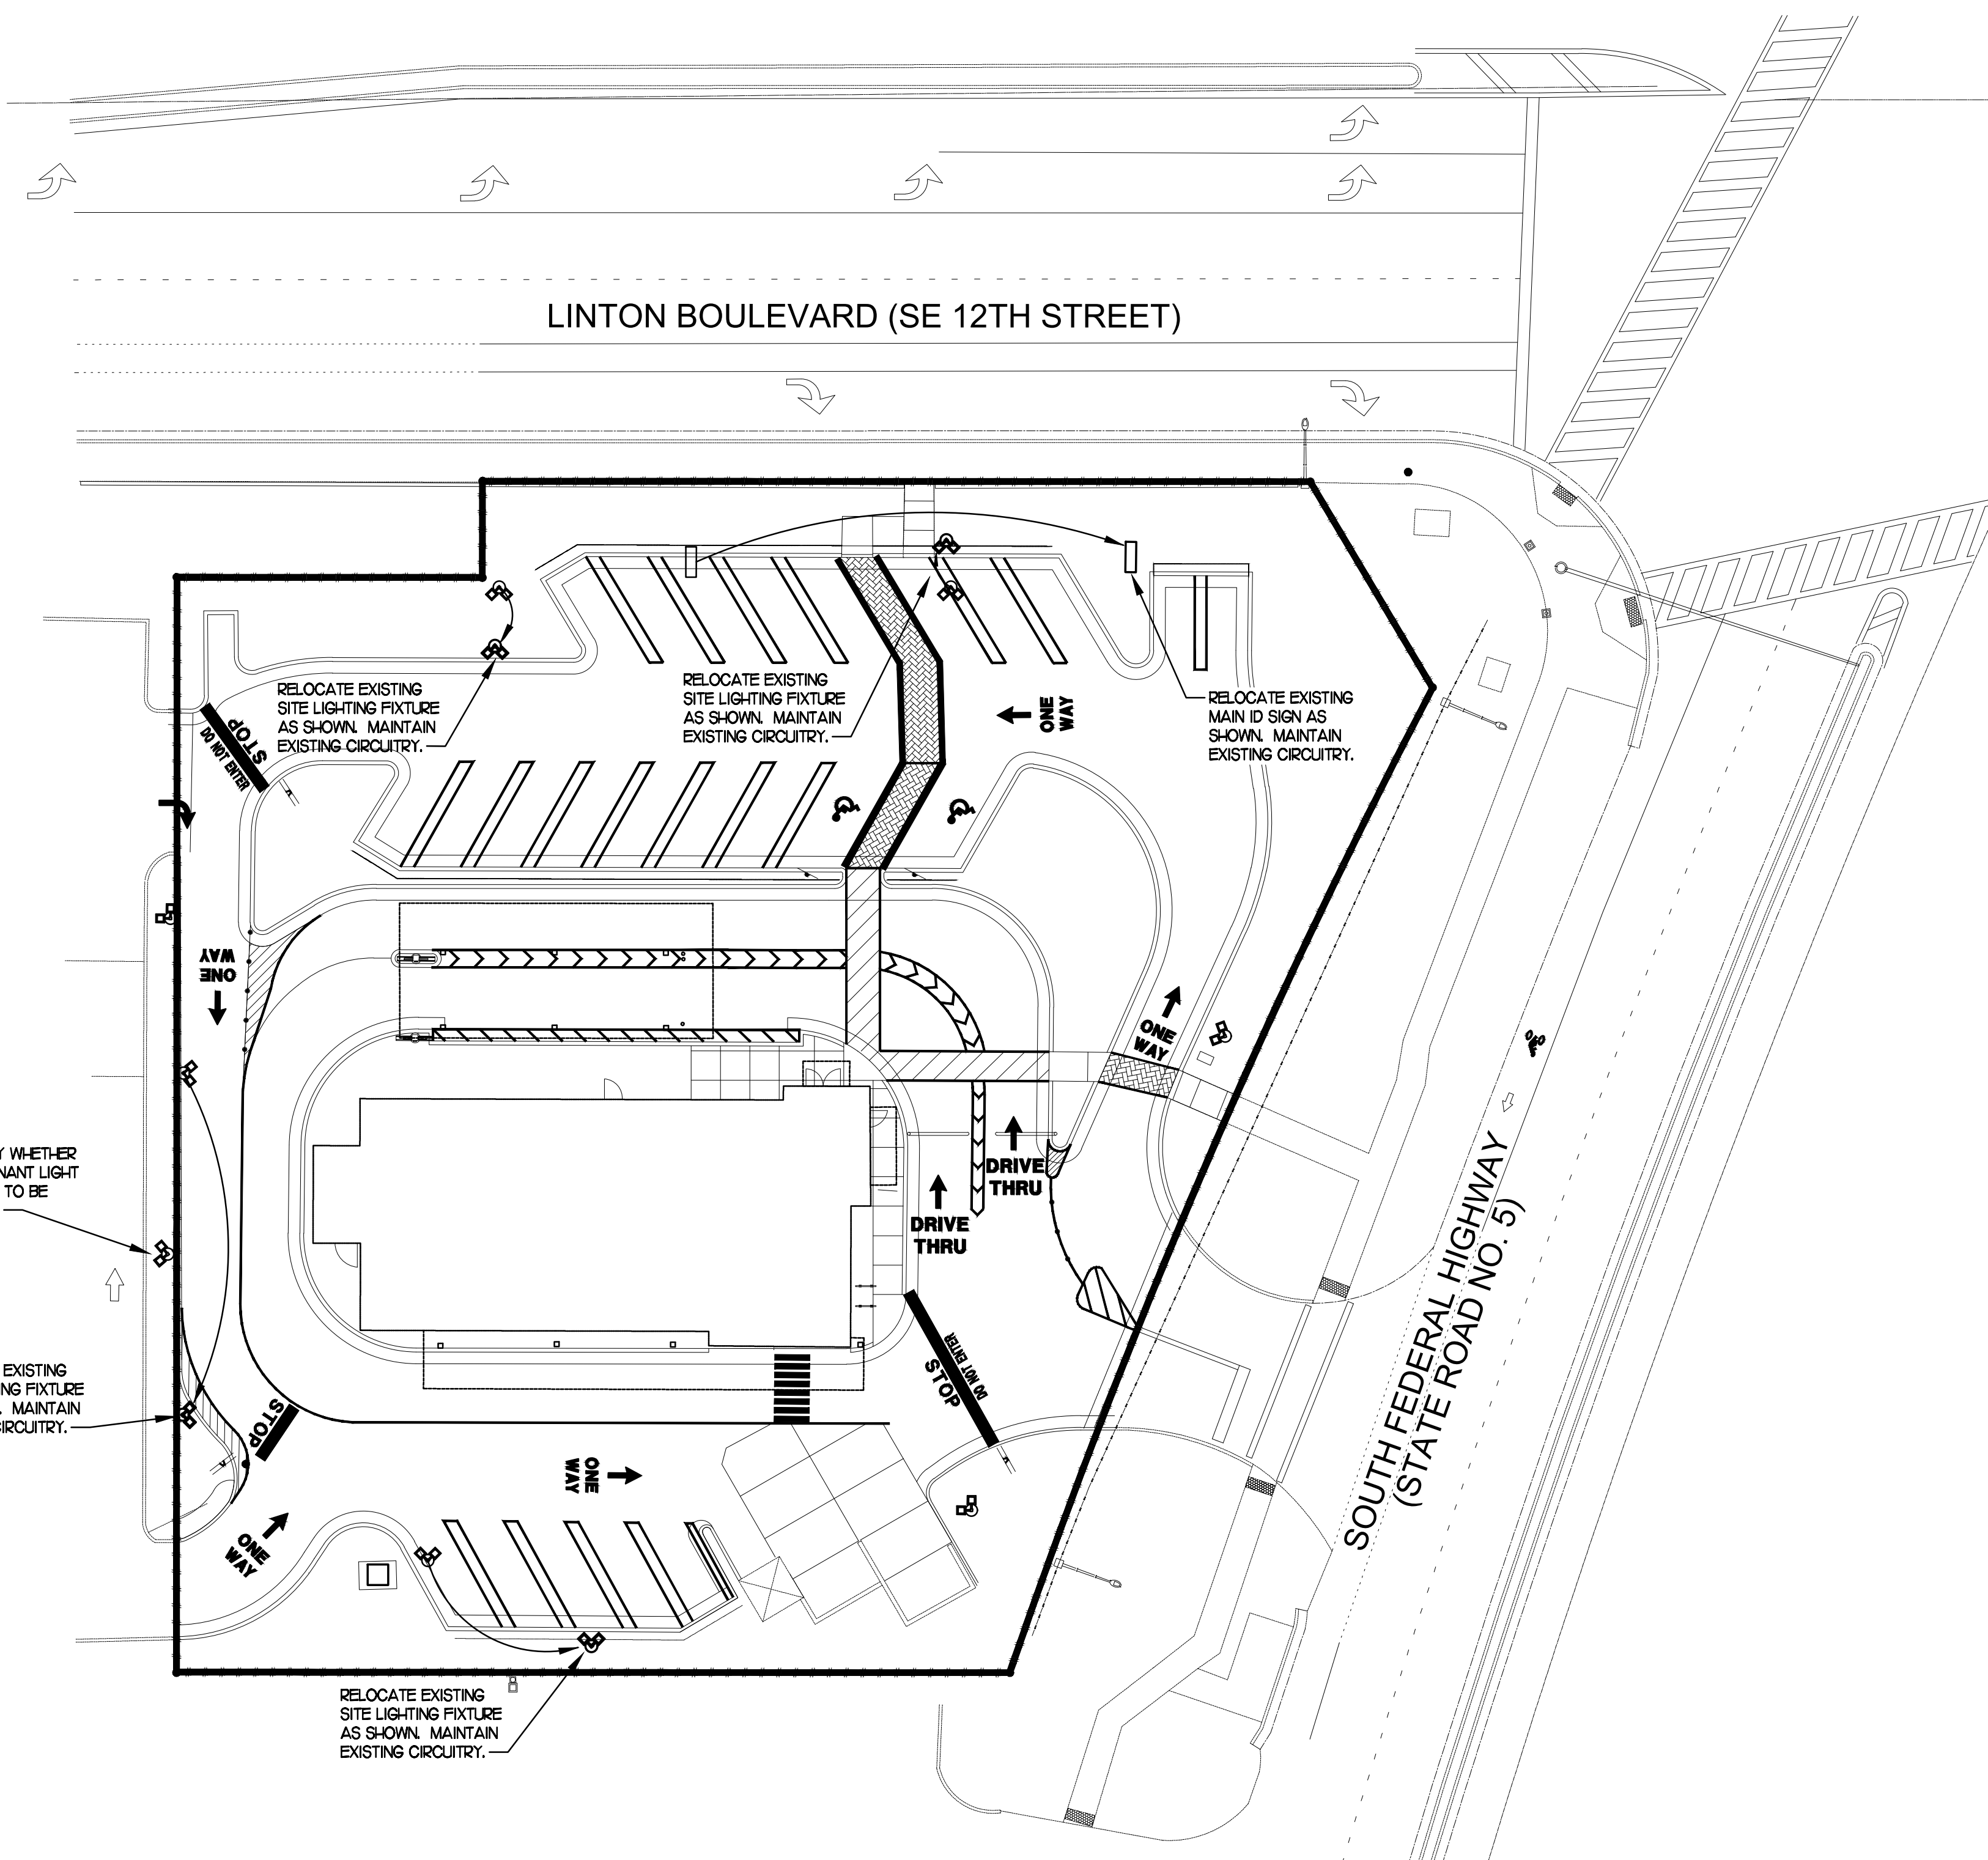 LINTON BOULEVARD (SE 12TH STREET)
RELOCATE EXISTING
SITE LIGHTING FIXTURE
AS SHOWN. MAINTAIN
EXISTING CIRCUITRY.
RELOCATE EXISTING
SITE LIGHTING FIXTURE
AS SHOWN. MAINTAIN
EXISTING CIRCUITRY.
RELOCATE EXISTING
MAIN ID SIGN AS
SHOWN. MAINTAIN
EXISTING CIRCUITRY.
ONE
WAY
STOP
DO NOT ENTER
ONE
WAY
ONE
WAY
WHETHER
NANT LIGHT
TO BE
DRIVE
THRU
DRIVE
THRU
SOUTH FEDERAL HIGHWAY
(STATE ROAD NO. 5)
EXISTING
NG FIXTURE
. MAINTAIN
CIRCUITRY.
STOP
DO NOT ENTER
STOP
ONE
WAY
ONE
WAY
RELOCATE EXISTING
SITE LIGHTING FIXTURE
AS SHOWN. MAINTAIN
EXISTING CIRCUITRY.